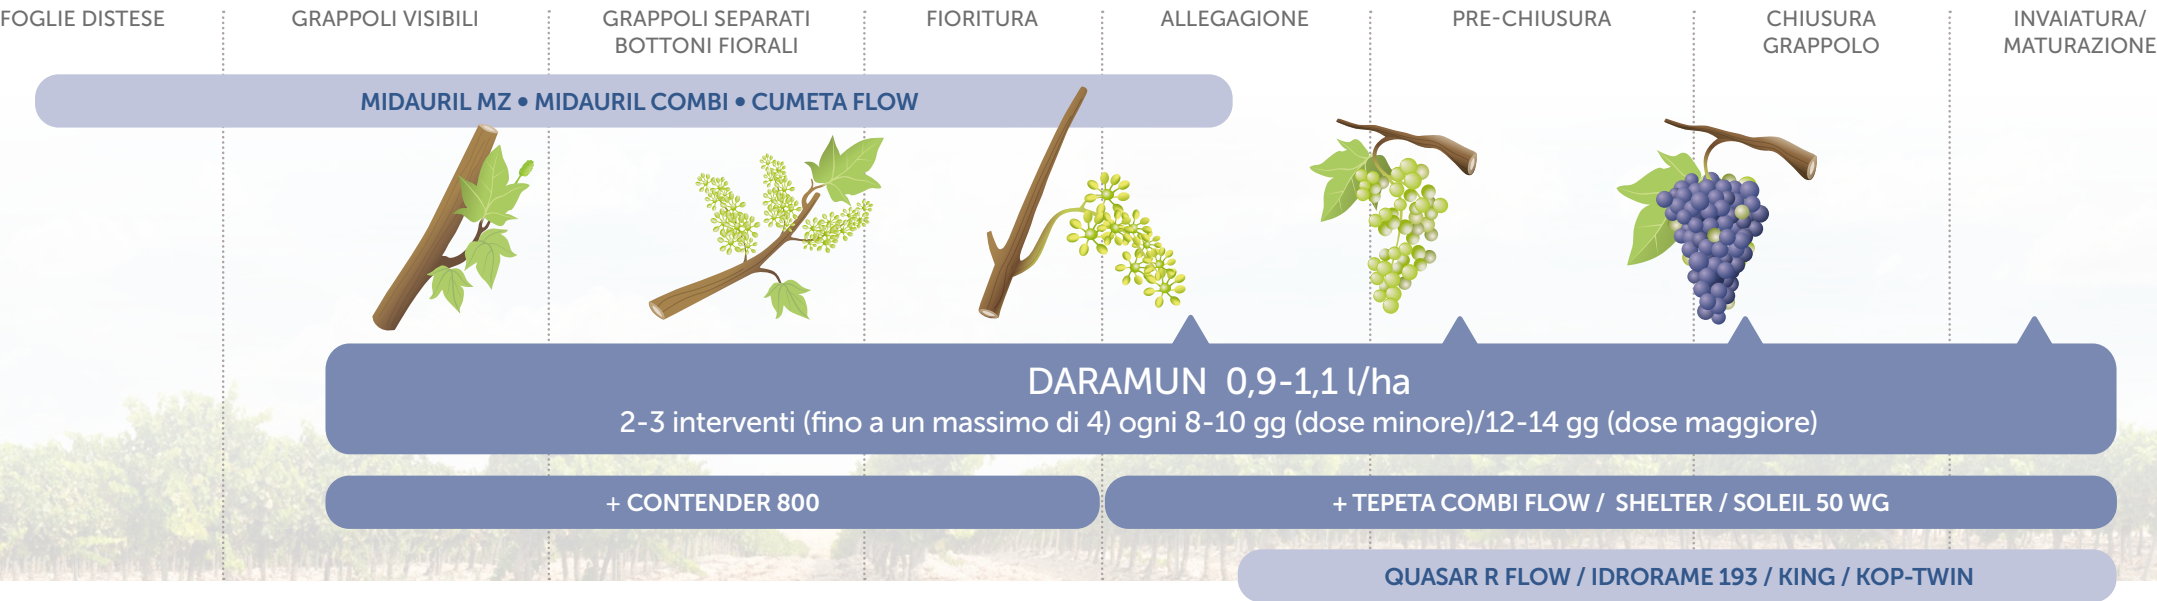 FOGLIE DISTESE
GRAPPOLI VISIBILI
GRAPPOLI SEPARATI
BOTTONI FIORALI
FIORITURA
ALLEGAGIONE
PRE-CHIUSURA
CHIUSURA
GRAPPOLO
INVAIATURA/
MATURAZIONE
MIDAURIL MZ • MIDAURIL COMBI • CUMETA FLOW
DARAMUN 0,9-1,1 l/ha
2-3 interventi (fino a un massimo di 4) ogni 8-10 gg (dose minore)/12-14 gg (dose maggiore)
+ CONTENDER 800
+ TEPETA COMBI FLOW / SHELTER / SOLEIL 50 WG
QUASAR R FLOW / IDRORAME 193 / KING / KOP-TWIN